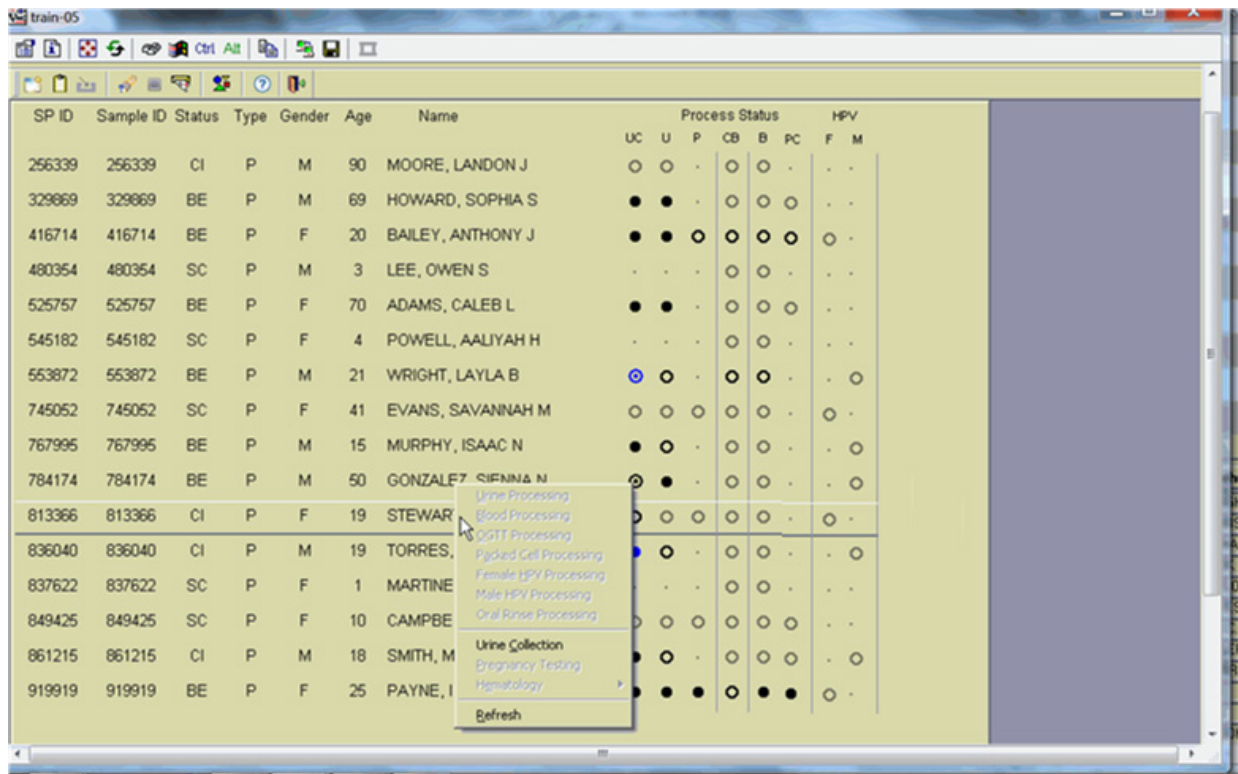 train-05
Ctrl Alt
SP ID Sample ID Status Type Gender Age Name Process Status HPV
UC U P CB B PC F M
256339 256339 CI P M 90 MOORE, LANDON J
329869 329869 BE P M 69 HOWARD, SOPHIA S
416714 416714 BE P F 20 BAILEY, ANTHONY J
480354 480354 SC P M 3 LEE, OWEN S
525757 525757 BE P F 70 ADAMS, CALEB L
545182 545182 SC P F 4 POWELL, AALIYAH H
553872 553872 BE P M 21 WRIGHT, LAYLA B
745052 745052 SC P F 41 EVANS, SAVANNAH M
767995 767995 BE P M 15 MURPHY, ISAAC N
784174 784174 BE P M 50 GONZALEZ, SIENNA N
Urine Processing
813366 813366 CI P F 19 STEWAR Blood Processing
OGTT Processing
836040 836040 CI P M 19 TORRES, Packed Cell Processing
Female HPV Processing
837622 837622 SC P F 1 MARTINE
Male HPV Processing
849425 849425 SC P F 10 CAMPBE Oral Rinse Processing
861215 861215 CI P M 18 SMITH, M Urine Collection
Pregnancy Testing
919919 919919 BE P F 25 PAYNE, I Hematology
Refresh